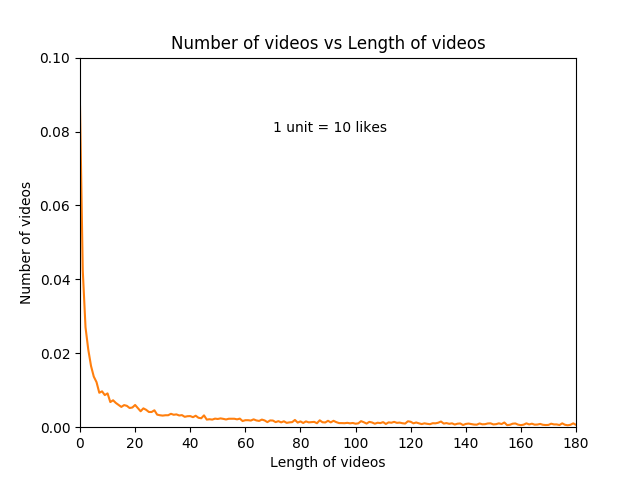 Number of videos vs Length of videos
0.10
0.08
0.06
0.04
0.02
0.00
Number of videos
1 unit = 10 likes
0 20 40 60 80 100 120 140 160 180
Length of videos